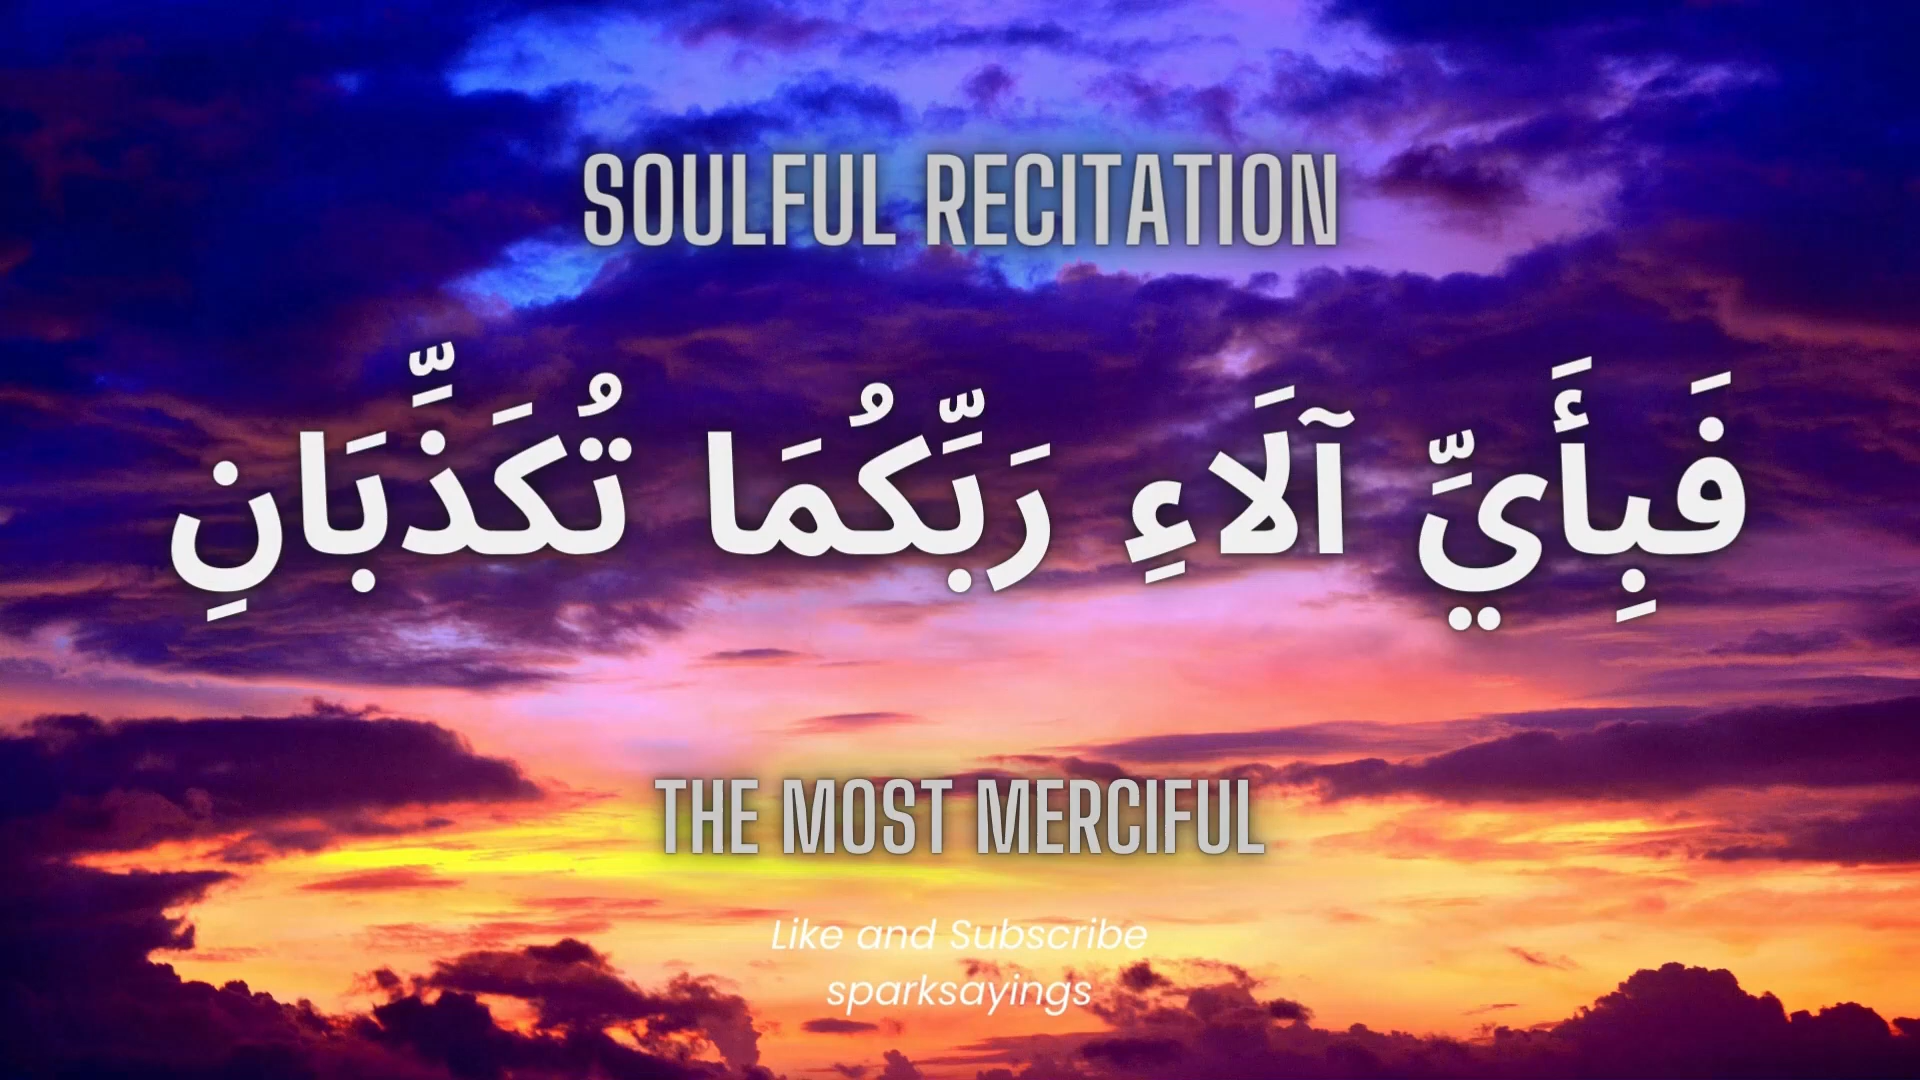 SOULFUL RECITATION
فَبِأَيِّ آلَاءِ رَبِّكُمَا تُكَذِّبَانِ
THE MOST MERCIFUL
Like and Subscribe
sparksayings